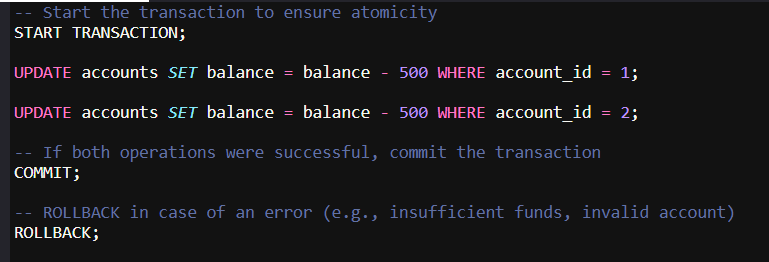 -- Start the transaction to ensure atomicity
START TRANSACTION;
UPDATE accounts SET balance = balance - 500 WHERE account_id = 1;
UPDATE accounts SET balance = balance - 500 WHERE account_id = 2;
-- If both operations were successful, commit the transaction
COMMIT;
-- ROLLBACK in case of an error (e.g., insufficient funds, invalid account)
ROLLBACK;